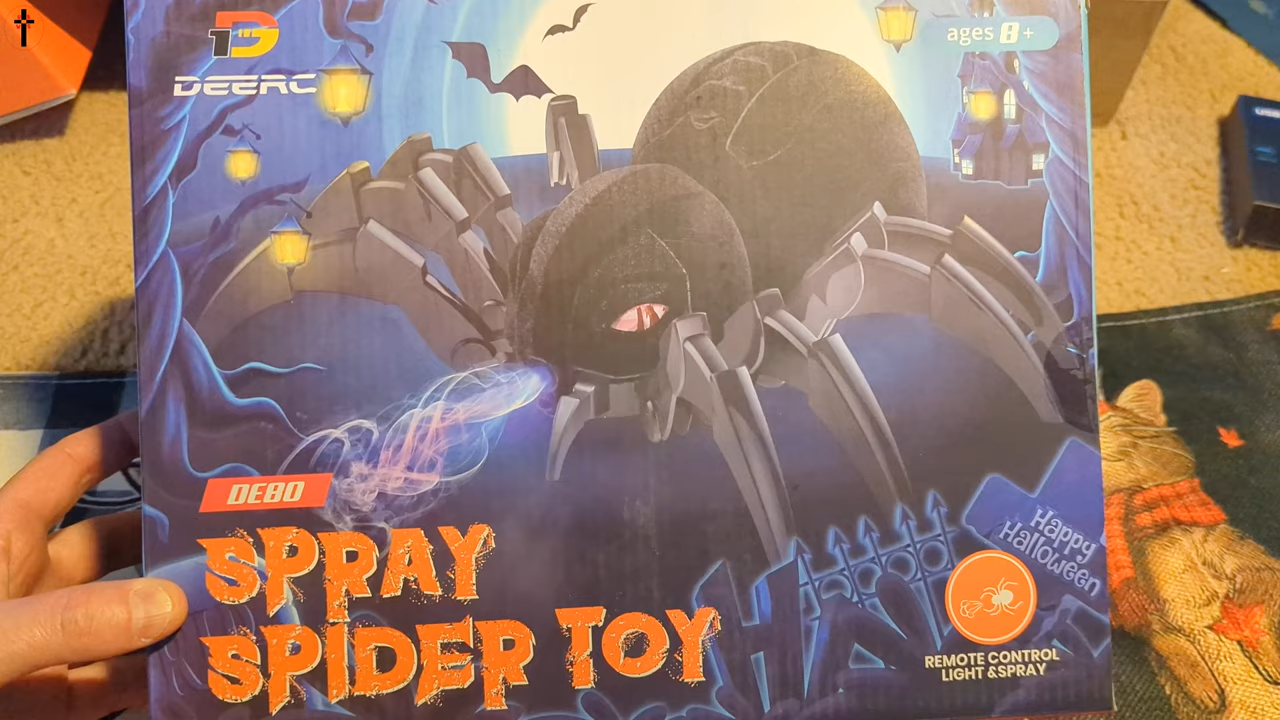 DEERC
ages 8+
DE80
SPRAY
SPIDER TOY
Happy
Halloween
REMOTE CONTROL
LIGHT &SPRAY